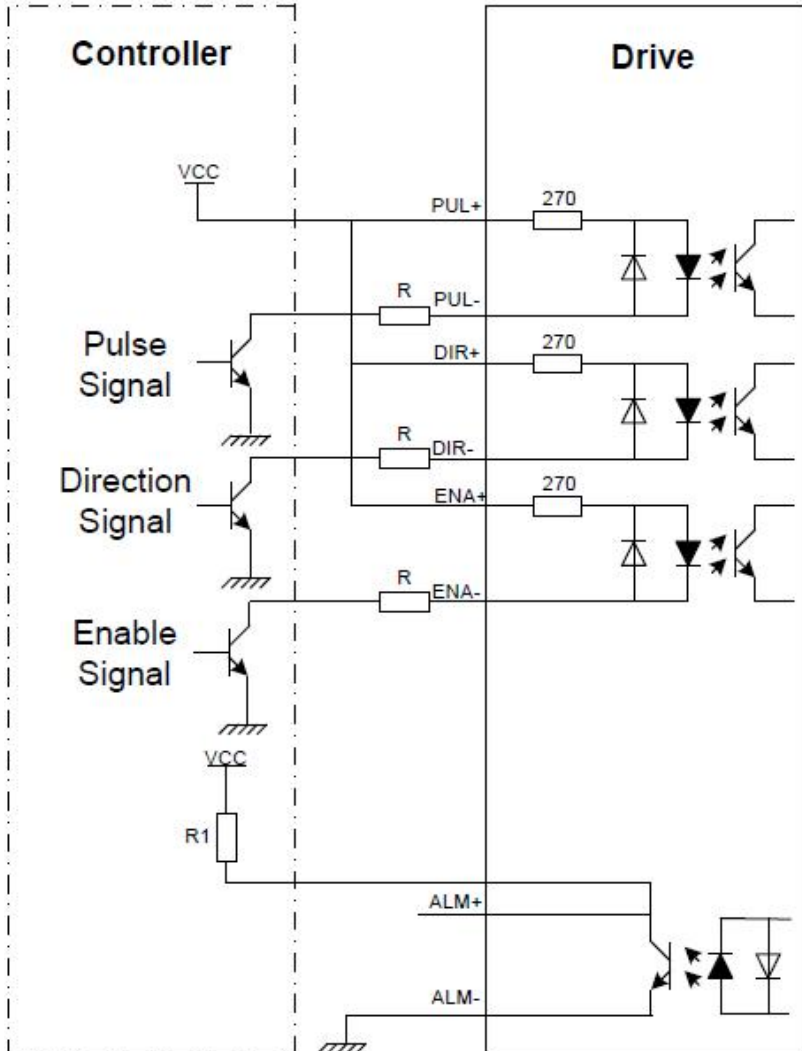 Controller
Drive
VCC
PUL+
270
R
PUL-
Pulse
Signal
DIR+
270
R
DIR-
Direction
Signal
ENA+
270
R
ENA-
Enable
Signal
VCC
R1
ALM+
ALM-